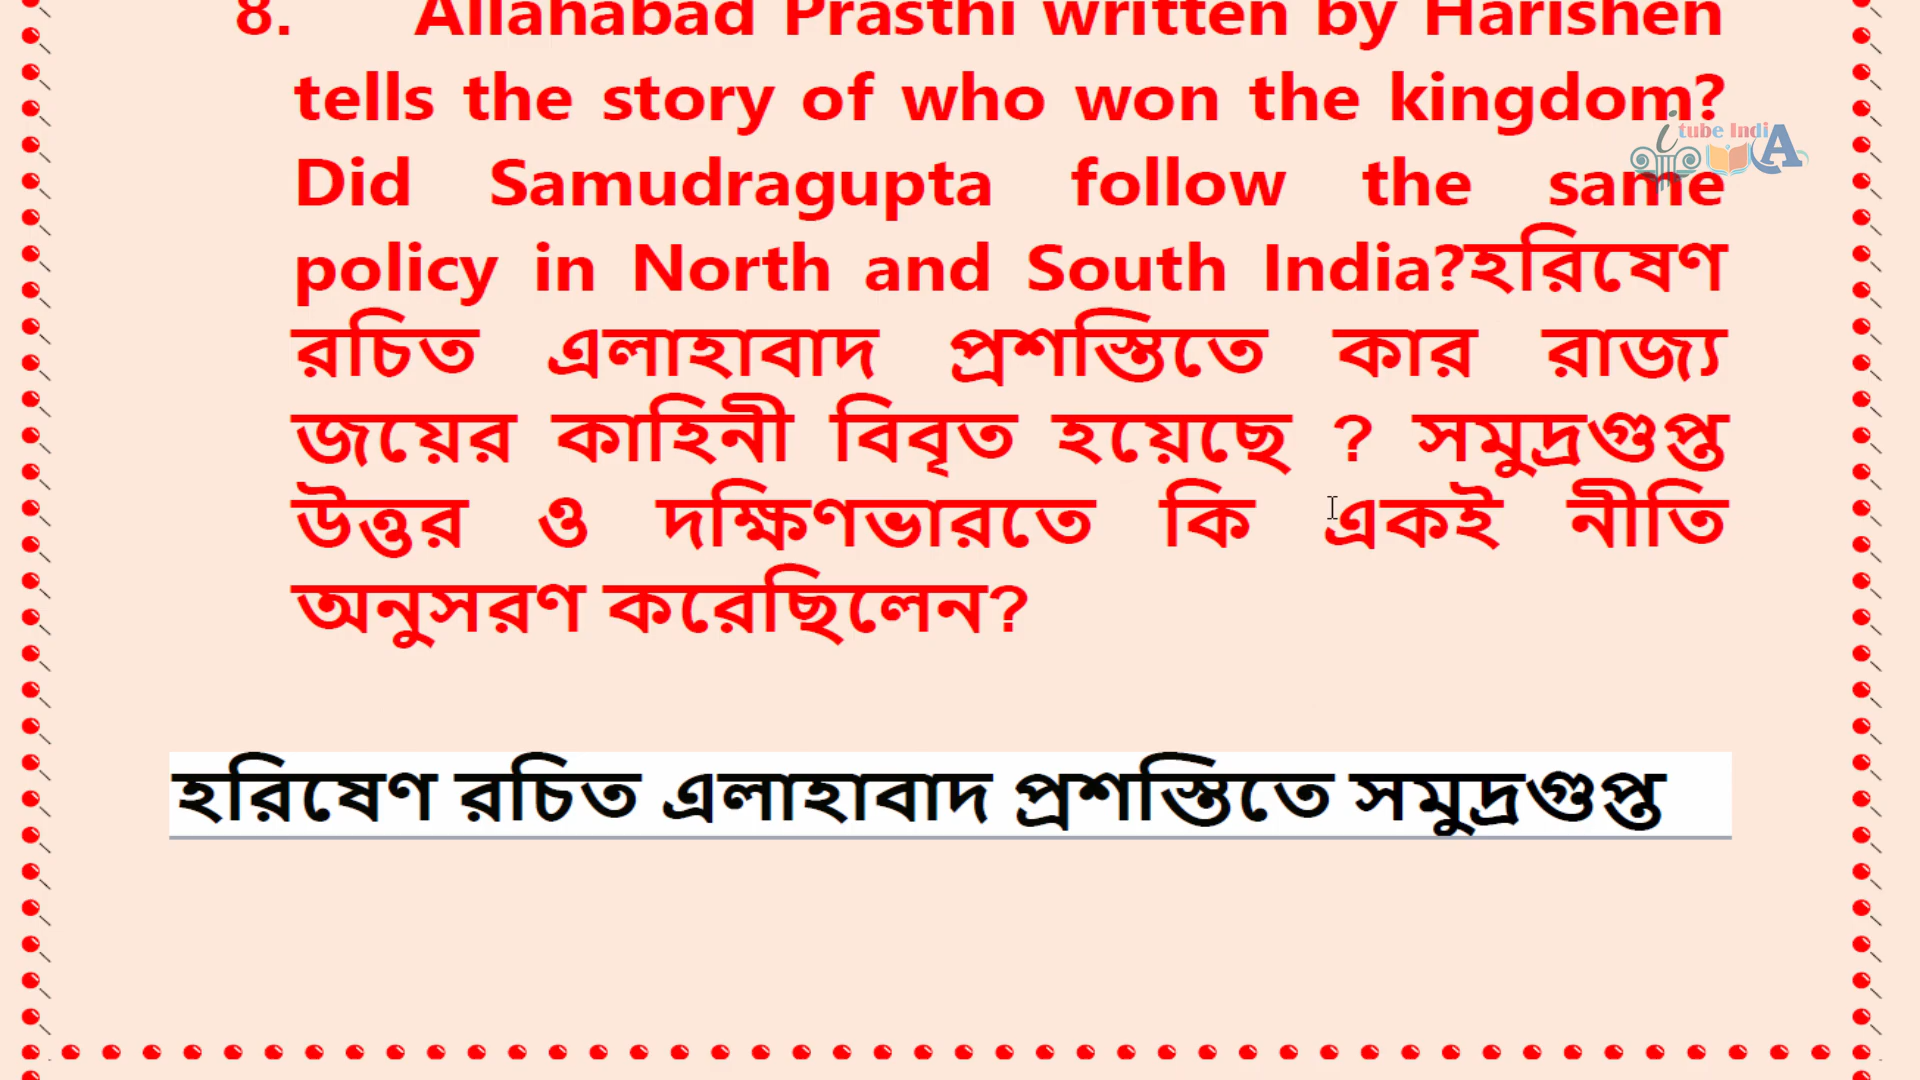 8. Allahabad Prasthi written by Harishen
tells the story of who won the kingdom?
Did Samudragupta follow the same
policy in North and South India?হরিষেণ
রচিত এলাহাবাদ প্রশস্তিতে কার রাজ্য
জয়ের কাহিনী বিবৃত হয়েছে ? সমুদ্রগুপ্ত
উত্তর ও দক্ষিণভারতে কি একই নীতি
অনুসরণ করেছিলেন?
হরিষেণ রচিত এলাহাবাদ প্রশস্তিতে সমুদ্রগুপ্ত
i tube IndiA